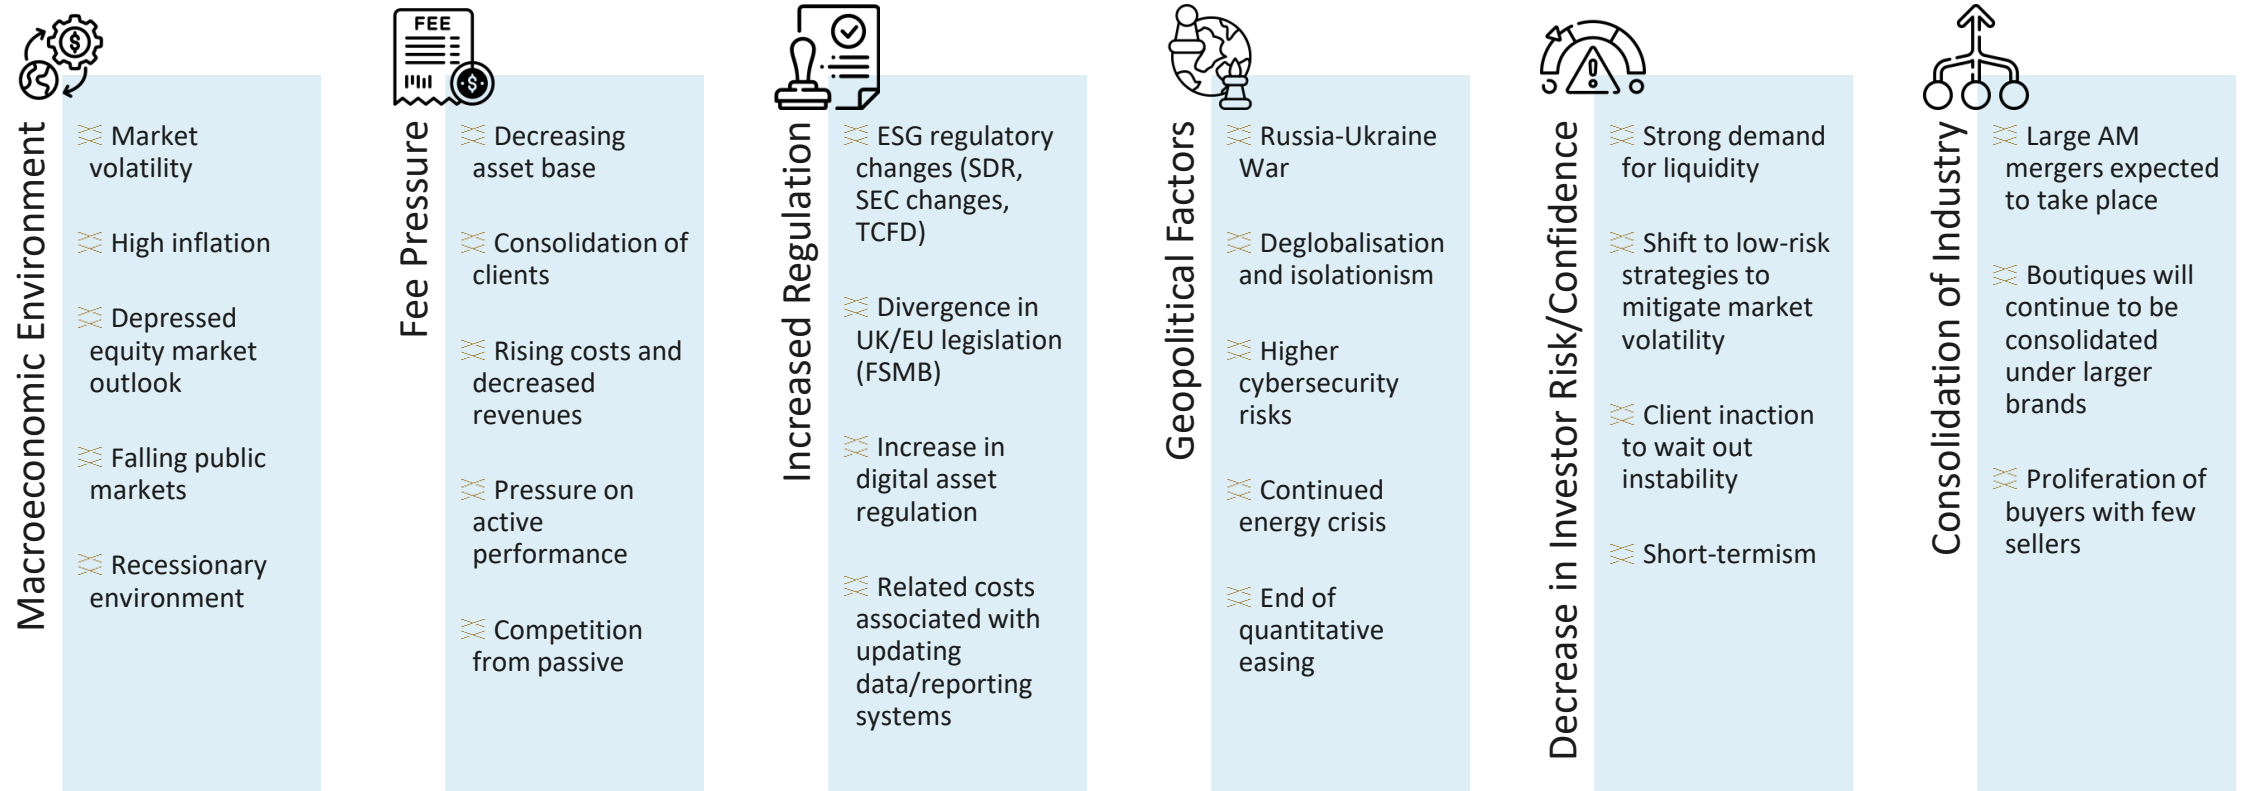 Macroeconomic Environment
Market
volatility
High inflation
Depressed
equity market
outlook
Falling public
markets
Recessionary
environment
FEE
$
Fee Pressure
Decreasing
asset base
Consolidation of
clients
Rising costs and
decreased
revenues
Pressure on
active
performance
Competition
from passive
Increased Regulation
ESG regulatory
changes (SDR,
SEC changes,
TCFD)
Divergence in
UK/EU legislation
(FSMB)
Increase in
digital asset
regulation
Related costs
associated with
updating
data/reporting
systems
Geopolitical Factors
Russia-Ukraine
War
Deglobalisation
and isolationism
Higher
cybersecurity
risks
Continued
energy crisis
End of
quantitative
easing
Decrease in Investor Risk/Confidence
Strong demand
for liquidity
Shift to low-risk
strategies to
mitigate market
volatility
Client inaction
to wait out
instability
Short-termism
Consolidation of Industry
Large AM
mergers expected
to take place
Boutiques will
continue to be
consolidated
under larger
brands
Proliferation of
buyers with few
sellers